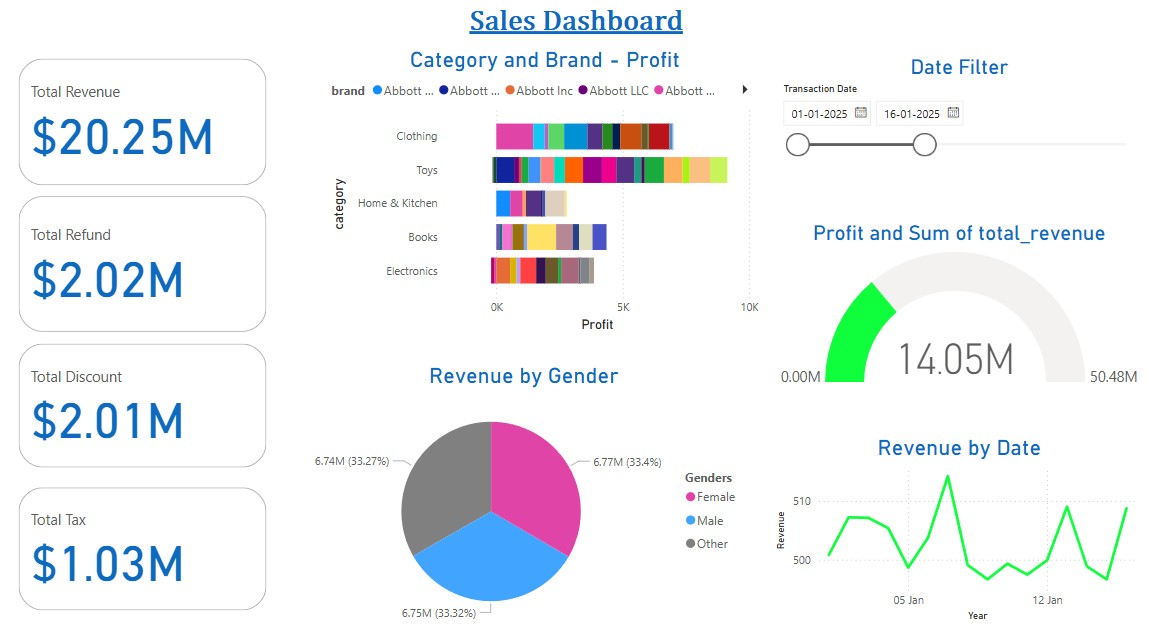 Sales Dashboard
Total Revenue
$20.25M
Total Refund
$2.02M
Total Discount
$2.01M
Total Tax
$1.03M
Category and Brand - Profit
brand Abbott ... Abbott ... Abbott Inc Abbott LLC Abbott ...
category
Clothing
Toys
Home & Kitchen
Books
Electronics
0K 5K 10K
Profit
Revenue by Gender
6.74M (33.27%)
6.77M (33.4%)
6.75M (33.32%)
Genders
Female
Male
Other
Date Filter
Transaction Date
01-01-2025 16-01-2025
Profit and Sum of total_revenue
14.05M
0.00M 50.48M
Revenue by Date
Revenue
510
500
05 Jan 12 Jan
Year